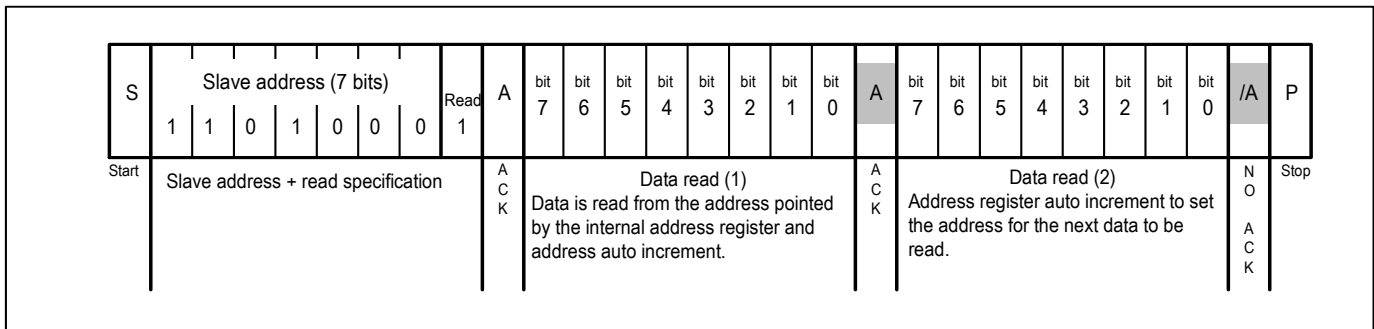 S
Slave address (7 bits)
1 1 0 1 0 0 0
Read
1
A
bit 7 bit 6 bit 5 bit 4 bit 3 bit 2 bit 1 bit 0
A
bit 7 bit 6 bit 5 bit 4 bit 3 bit 2 bit 1 bit 0
/A
P
Start
Slave address + read specification
ACK
Data read (1)
Data is read from the address pointed
by the internal address register and
address auto increment.
ACK
Data read (2)
Address register auto increment to set
the address for the next data to be
read.
NO ACK
Stop